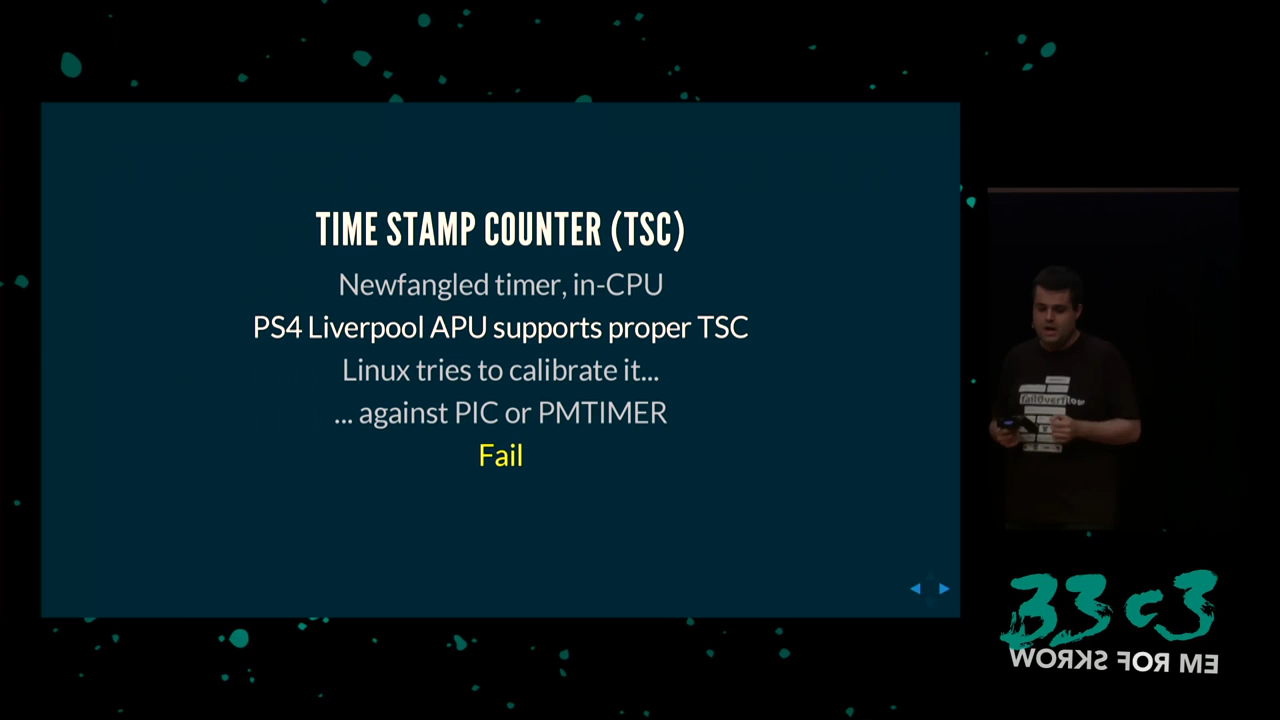 TIME STAMP COUNTER (TSC)
Newfangled timer, in-CPU
PS4 Liverpool APU supports proper TSC
Linux tries to calibrate it...
... against PIC or PMTIMER
Fail
fail0verflow
33c3
WORKS FOR ME